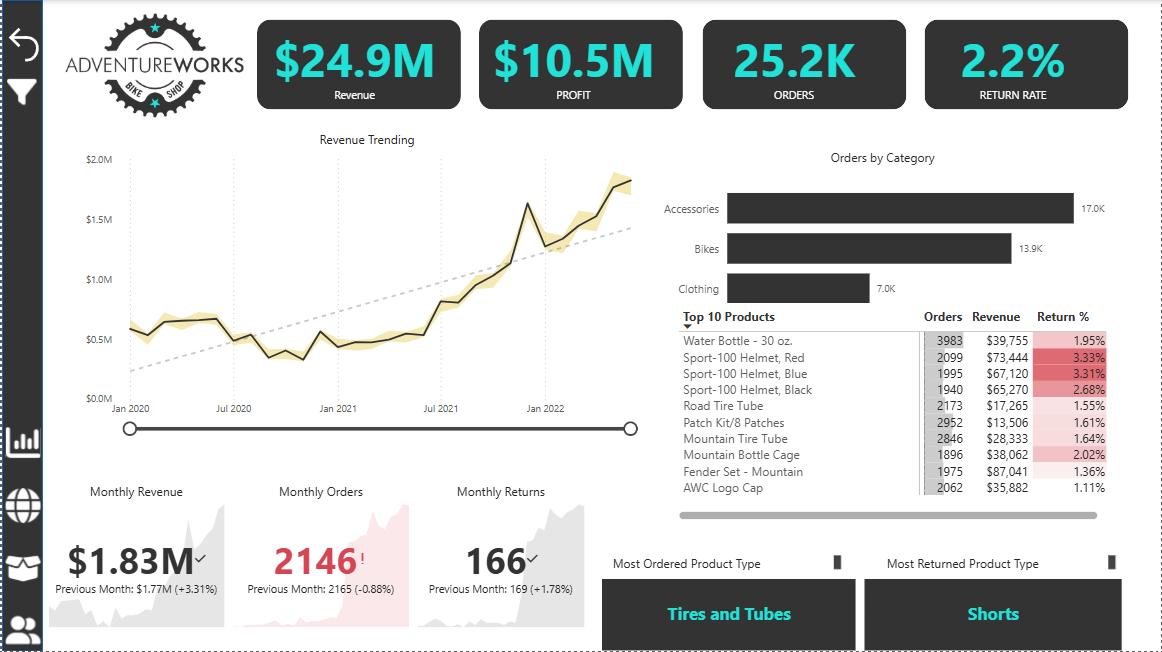 ADVENTUREWORKS
BIKE SHOP
$24.9M
Revenue
$10.5M
PROFIT
25.2K
ORDERS
2.2%
RETURN RATE
Revenue Trending
$2.0M
$1.5M
$1.0M
$0.5M
$0.0M
Jan 2020 Jul 2020 Jan 2021 Jul 2021 Jan 2022
Orders by Category
Accessories 17.0K
Bikes 13.9K
Clothing 7.0K
Top 10 Products Orders Revenue Return %
Water Bottle - 30 oz. 3983 $39,755 1.95%
Sport-100 Helmet, Red 2099 $73,444 3.33%
Sport-100 Helmet, Blue 1995 $67,120 3.31%
Sport-100 Helmet, Black 1940 $65,270 2.68%
Road Tire Tube 2173 $17,265 1.55%
Patch Kit/8 Patches 2952 $13,506 1.61%
Mountain Tire Tube 2846 $28,333 1.64%
Mountain Bottle Cage 1896 $38,062 2.02%
Fender Set - Mountain 1975 $87,041 1.36%
AWC Logo Cap 2062 $35,882 1.11%
Monthly Revenue
$1.83M
Previous Month: $1.77M (+3.31%)
Monthly Orders
2146!
Previous Month: 2165 (-0.88%)
Monthly Returns
166
Previous Month: 169 (+1.78%)
Most Ordered Product Type
Tires and Tubes
Most Returned Product Type
Shorts